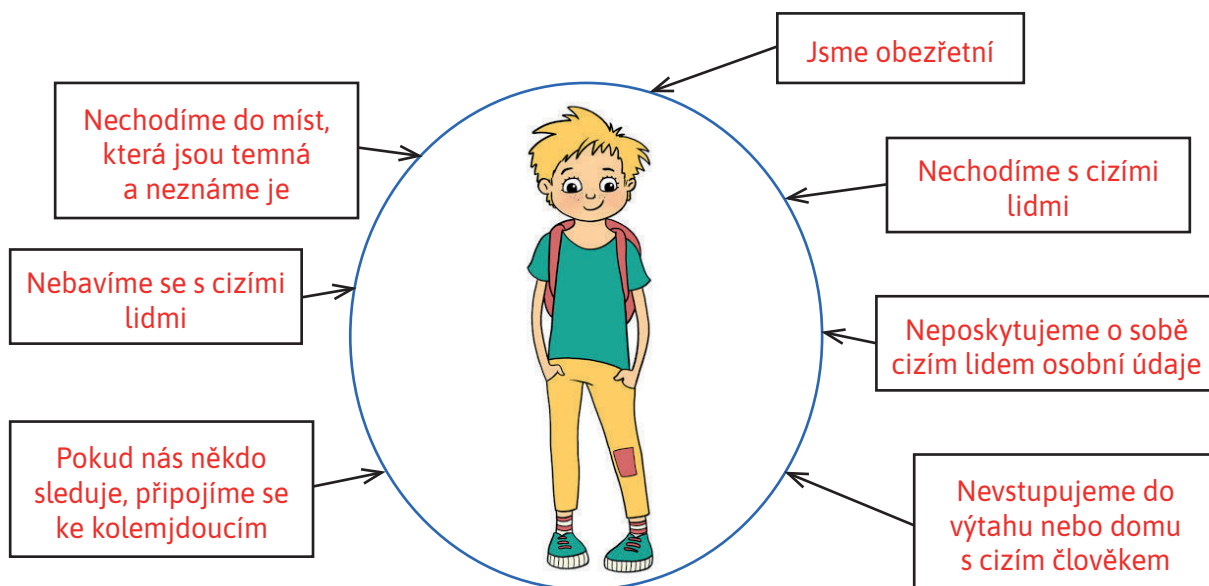 Jsme obezřetní
Nechodíme do míst,
která jsou temná
a neznáme je
Nechodíme s cizími
lidmi
Nebavíme se s cizími
lidmi
Neposkytujeme o sobě
cizím lidem osobní údaje
Pokud nás někdo
sleduje, připojíme se
ke kolemjdoucím
Nevstupujeme do
výtahu nebo domu
s cizím člověkem